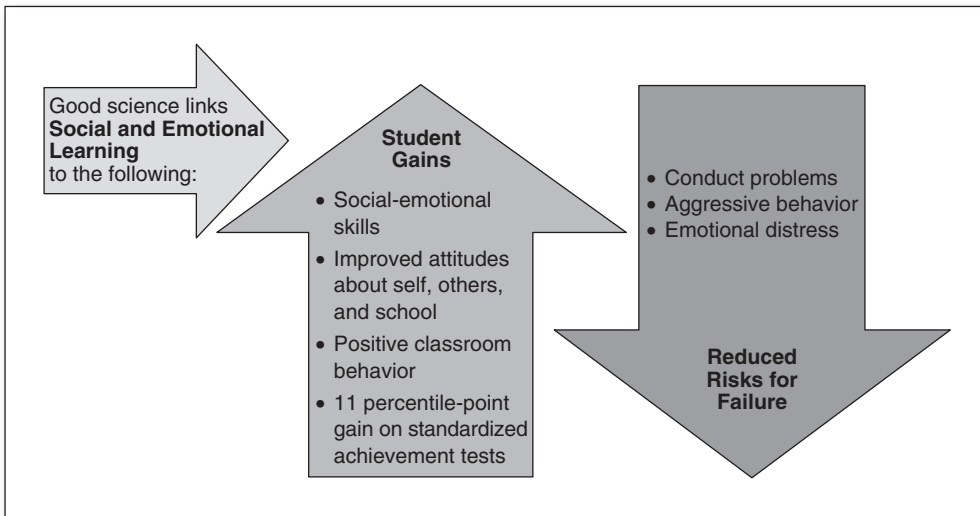 Good science links
Social and Emotional
Learning
to the following:
Student
Gains
• Social-emotional
skills
• Improved attitudes
about self, others,
and school
• Positive classroom
behavior
• 11 percentile-point
gain on standardized
achievement tests
• Conduct problems
• Aggressive behavior
• Emotional distress
Reduced
Risks for
Failure